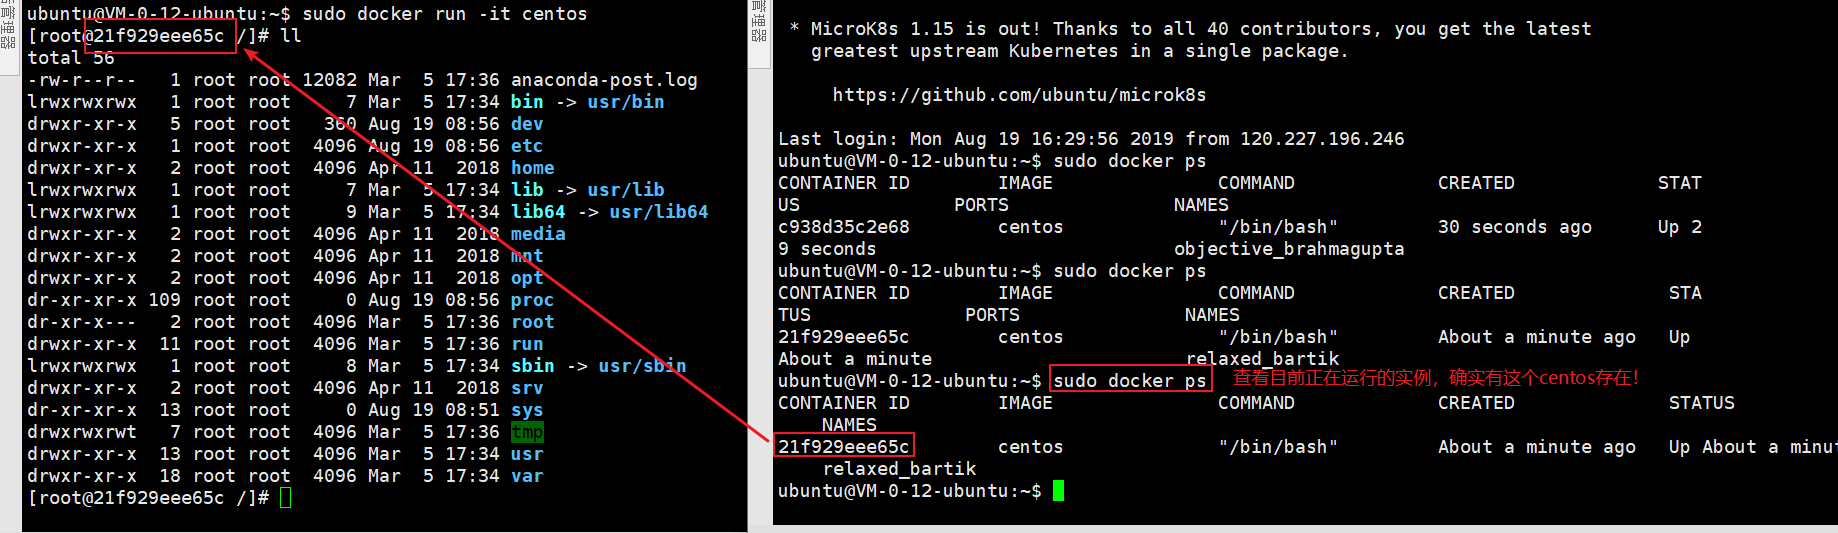 管理器
ubuntu@VM-0-12-ubuntu:~$ sudo docker run -it centos
[root@21f929eee65c /]# ll
total 56
-rw-r--r--   1 root root 12082 Mar  5 17:36 anaconda-post.log
lrwxrwxrwx   1 root root     7 Mar  5 17:34 bin -> usr/bin
drwxr-xr-x   5 root root   360 Aug 19 08:56 dev
drwxr-xr-x   1 root root  4096 Aug 19 08:56 etc
drwxr-xr-x   2 root root  4096 Apr 11  2018 home
lrwxrwxrwx   1 root root     7 Mar  5 17:34 lib -> usr/lib
lrwxrwxrwx   1 root root     9 Mar  5 17:34 lib64 -> usr/lib64
drwxr-xr-x   2 root root  4096 Apr 11  2018 media
drwxr-xr-x   2 root root  4096 Apr 11  2018 mnt
drwxr-xr-x   2 root root  4096 Apr 11  2018 opt
dr-xr-xr-x 109 root root     0 Aug 19 08:56 proc
dr-xr-x---   2 root root  4096 Mar  5 17:36 root
drwxr-xr-x  11 root root  4096 Mar  5 17:36 run
lrwxrwxrwx   1 root root     8 Mar  5 17:34 sbin -> usr/sbin
drwxr-xr-x   2 root root  4096 Apr 11  2018 srv
dr-xr-xr-x  13 root root     0 Aug 19 08:51 sys
drwxrwxrwt   7 root root  4096 Mar  5 17:36 tmp
drwxr-xr-x  13 root root  4096 Mar  5 17:34 usr
drwxr-xr-x  18 root root  4096 Mar  5 17:34 var
[root@21f929eee65c /]#
管理器
* MicroK8s 1.15 is out! Thanks to all 40 contributors, you get the latest
greatest upstream Kubernetes in a single package.
https://github.com/ubuntu/microk8s
Last login: Mon Aug 19 16:29:56 2019 from 120.227.196.246
ubuntu@VM-0-12-ubuntu:~$ sudo docker ps
CONTAINER ID        IMAGE               COMMAND             CREATED             STAT
US              PORTS               NAMES
c938d35c2e68        centos              "/bin/bash"         30 seconds ago      Up 2
9 seconds                           objective_brahmagupta
ubuntu@VM-0-12-ubuntu:~$ sudo docker ps
CONTAINER ID        IMAGE               COMMAND             CREATED              STA
TUS              PORTS               NAMES
21f929eee65c        centos              "/bin/bash"         About a minute ago   Up
About a minute                       relaxed_bartik
ubuntu@VM-0-12-ubuntu:~$ sudo docker ps 查看目前正在运行的实例，确实有这个centos存在！
CONTAINER ID        IMAGE               COMMAND             CREATED              STATUS
NAMES
21f929eee65c        centos              "/bin/bash"         About a minute ago   Up About a minut
relaxed_bartik
ubuntu@VM-0-12-ubuntu:~$